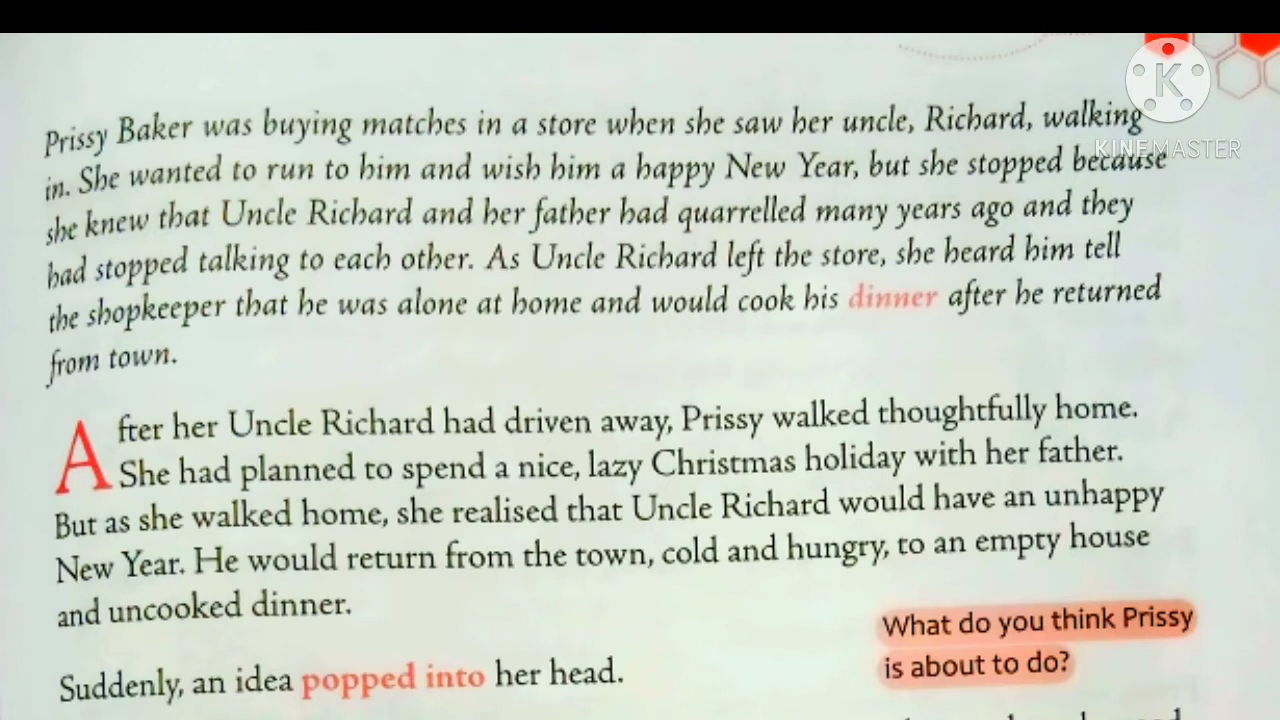 Prissy Baker was buying matches in a store when she saw her uncle, Richard, walking
in. She wanted to run to him and wish him a happy New Year, but she stopped because
she knew that Uncle Richard and her father had quarrelled many years ago and they
had stopped talking to each other. As Uncle Richard left the store, she heard him tell
the shopkeeper that he was alone at home and would cook his dinner after he returned
from town.
After her Uncle Richard had driven away, Prissy walked thoughtfully home.
She had planned to spend a nice, lazy Christmas holiday with her father.
But as she walked home, she realised that Uncle Richard would have an unhappy
New Year. He would return from the town, cold and hungry, to an empty house
and uncooked dinner.
Suddenly, an idea popped into her head.
What do you think Prissy
is about to do?
K
KINEMASTER